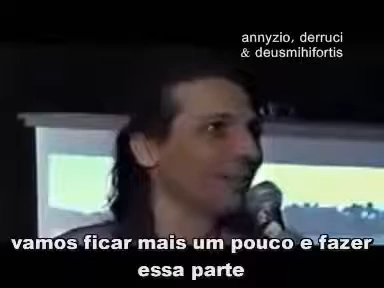 annyzio, derruci
& deusmihifortis
vamos ficar mais um pouco e fazer
essa parte